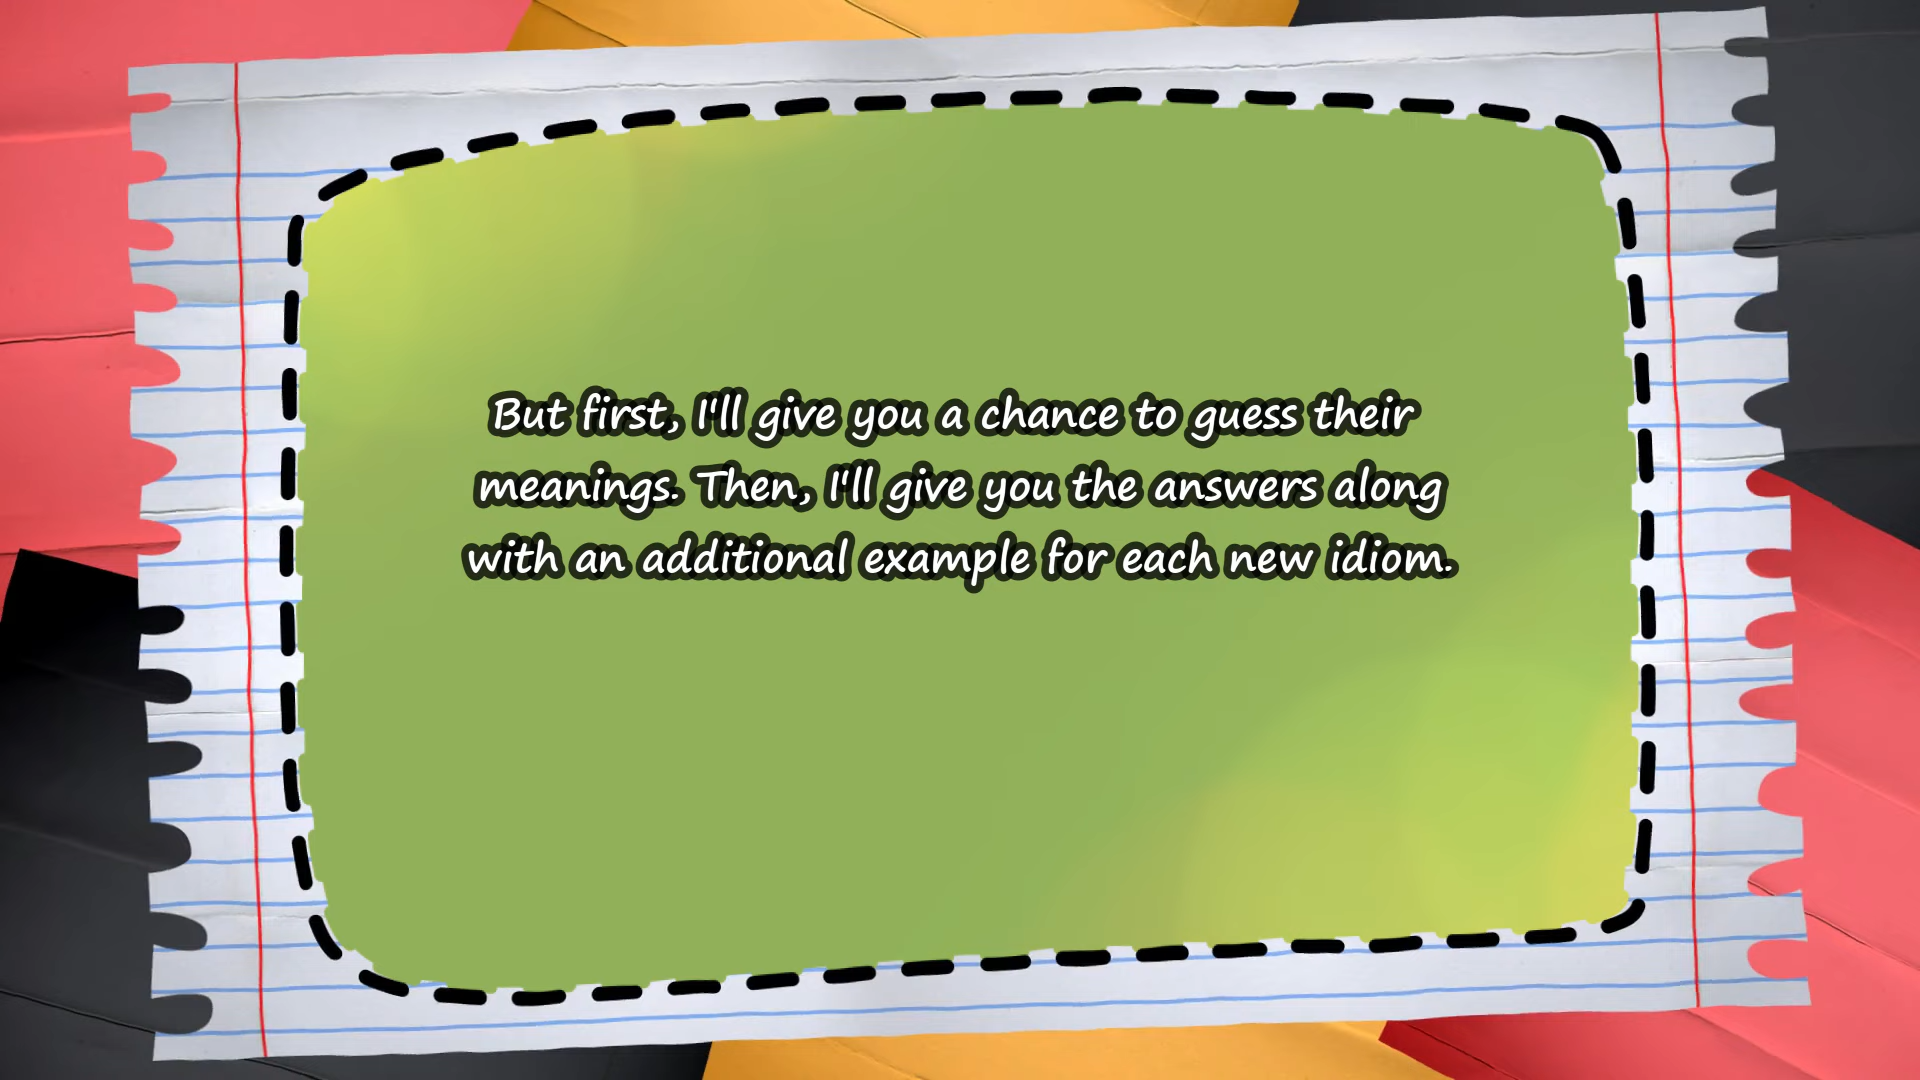 But first, I'll give you a chance to guess their
meanings. Then, I'll give you the answers along
with an additional example for each new idiom.